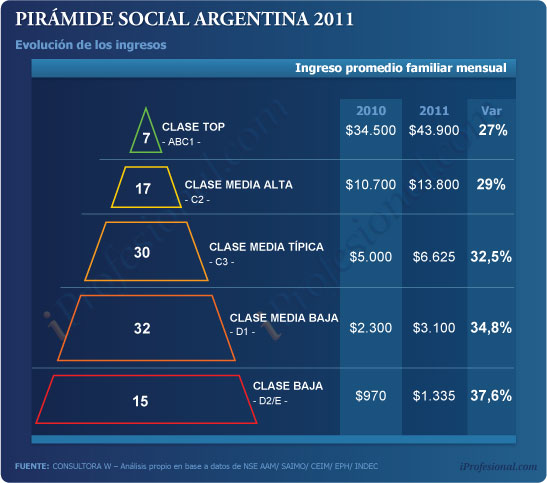 PIRÁMIDE SOCIAL ARGENTINA 2011
Evolución de los ingresos
Ingreso promedio familiar mensual
2010 2011 Var
7 CLASE TOP $34.500 $43.900 27%
- ABC1 -
17 CLASE MEDIA ALTA $10.700 $13.800 29%
- C2 -
30 CLASE MEDIA TÍPICA $5.000 $6.625 32,5%
- C3 -
32 CLASE MEDIA BAJA $2.300 $3.100 34,8%
- D1 -
15 CLASE BAJA $970 $1.335 37,6%
- D2/E -
FUENTE: CONSULTORA W – Análisis propio en base a datos de NSE AAM/ SAIMO/ CEIM/ EPH/ INDEC
iProfesional.com
iProfesional.com
iProfesional.com